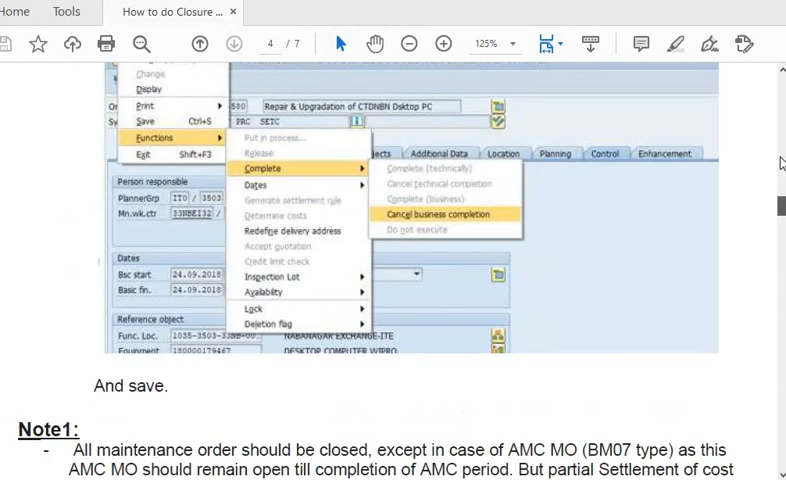 Home Tools How to do Closure ... ×
4 / 7 125%
Change
Display
580 Repair & Upgradation of CTDNBN Dsktop PC
Print
Save Ctrl+S PRC SETC
Functions Put in process...
Exit Shift+F3 Release Additional Data Location Planning Control Enhancement
Complete Complete (technically)
Person responsible Dates Cancel technical completion
PlannerGrp ITO / 3503 Generate settlement rule Complete (business)
Mn.wk.ctr 33NBEI32 / Determine costs Cancel business completion
Redefine delivery address Do not execute
Accept quotation
Dates Credit limit check
Bsc start 24.09.2018 Inspection Lot
Basic fin. 24.09.2018 Availability
Lock
Reference object Deletion flag
Func. Loc. NABANAGAR EXCHANGE-ITE
Equipment 180000179467 DESKTOP COMPUTER WIPRO
And save.
Note1:
- All maintenance order should be closed, except in case of AMC MO (BM07 type) as this
AMC MO should remain open till completion of AMC period. But partial Settlement of cost